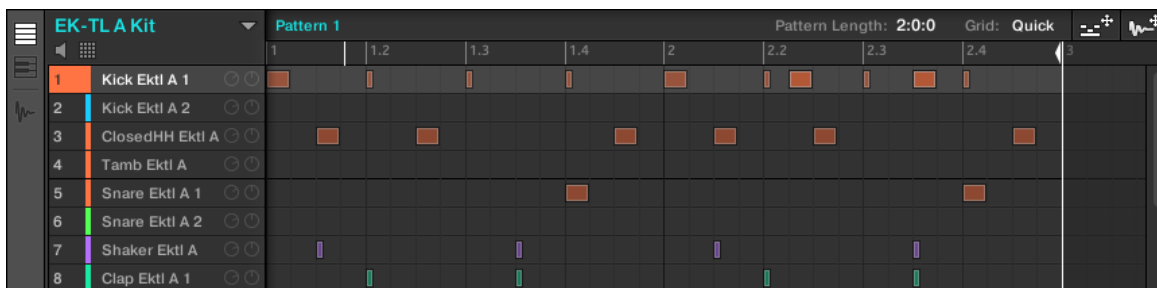 EK-TL A Kit Pattern 1 Pattern Length: 2:0:0 Grid: Quick
1 1.2 1.3 1.4 2 2.2 2.3 2.4 3
1 Kick Ektl A 1
2 Kick Ektl A 2
3 ClosedHH Ektl A
4 Tamb Ektl A
5 Snare Ektl A 1
6 Snare Ektl A 2
7 Shaker Ektl A
8 Clap Ektl A 1